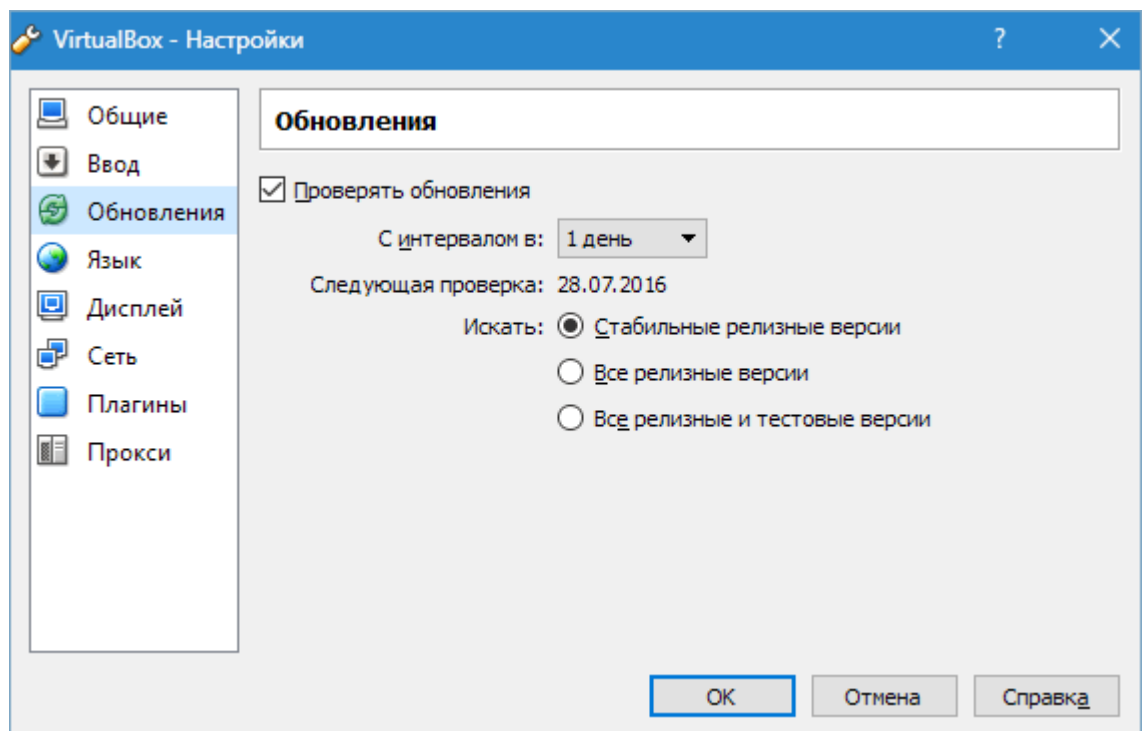 VirtualBox - Настройки
?
Общие
Ввод
Обновления
Язык
Дисплей
Сеть
Плагины
Прокси
Обновления
Проверять обновления
С интервалом в: 1 день
Следующая проверка: 28.07.2016
Искать: Стабильные релизные версии
Все релизные версии
Все релизные и тестовые версии
OK Отмена Справка